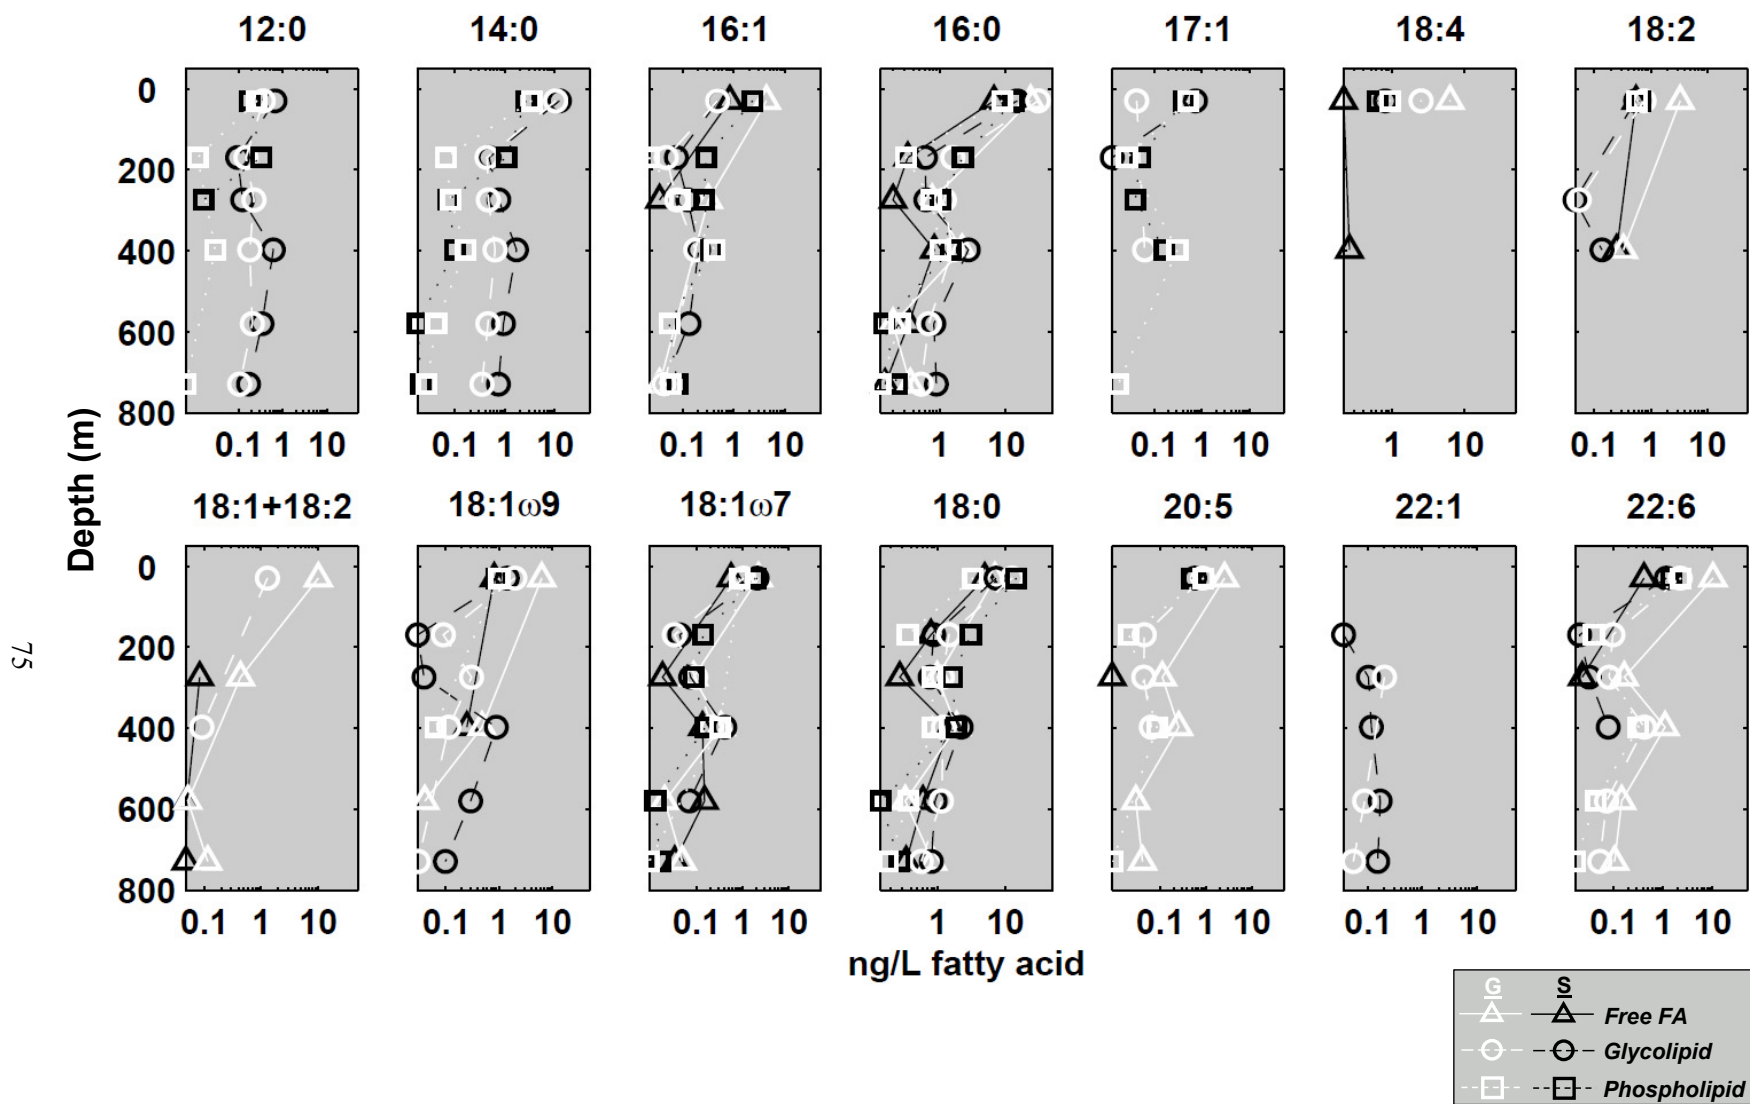 12:0 14:0 16:1 16:0 17:1 18:4 18:2
0
200
400
600
800
0.1 1 10 0.1 1 10 0.1 1 10 1 10 0.1 1 10 1 10 0.1 1 10
Depth (m)
18:1+18:2 18:1ω9 18:1ω7 18:0 20:5 22:1 22:6
0
200
400
600
800
0.1 1 10 0.1 1 10 0.1 1 10 1 10 0.1 1 10 0.1 1 10 0.1 1 10
ng/L fatty acid
G S
Free FA
Glycolipid
Phospholipid
75